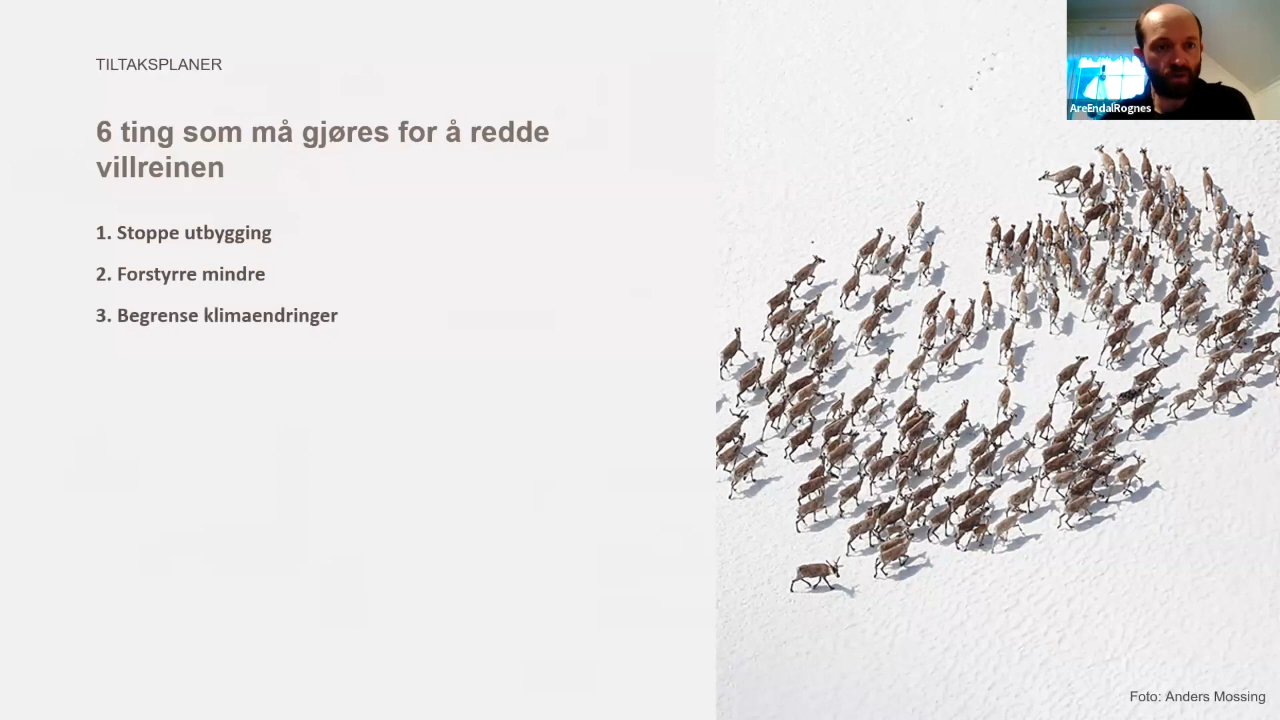 TILTAKSPLANER
6 ting som må gjøres for å redde
villreinen
1. Stoppe utbygging
2. Forstyrre mindre
3. Begrense klimaendringer
AreEndalRognes
Foto: Anders Mossing